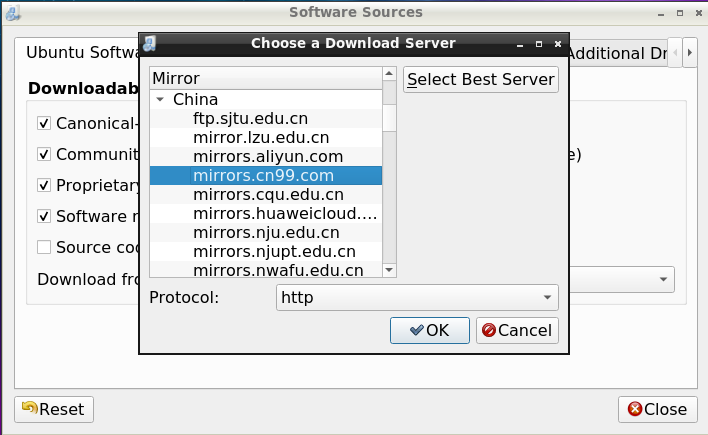 Software Sources
Ubuntu Softwa
Additional Dr
Choose a Download Server
Mirror
Select Best Server
China
ftp.sjtu.edu.cn
mirror.lzu.edu.cn
mirrors.aliyun.com
mirrors.cn99.com
mirrors.cqu.edu.cn
mirrors.huaweicloud....
mirrors.nju.edu.cn
mirrors.njupt.edu.cn
mirrors.nwafu.edu.cn
Protocol:
http
OK
Cancel
Downloadab
Canonical-
Communit
e)
Proprietary
Software r
Source coo
Download fro
Reset
Close